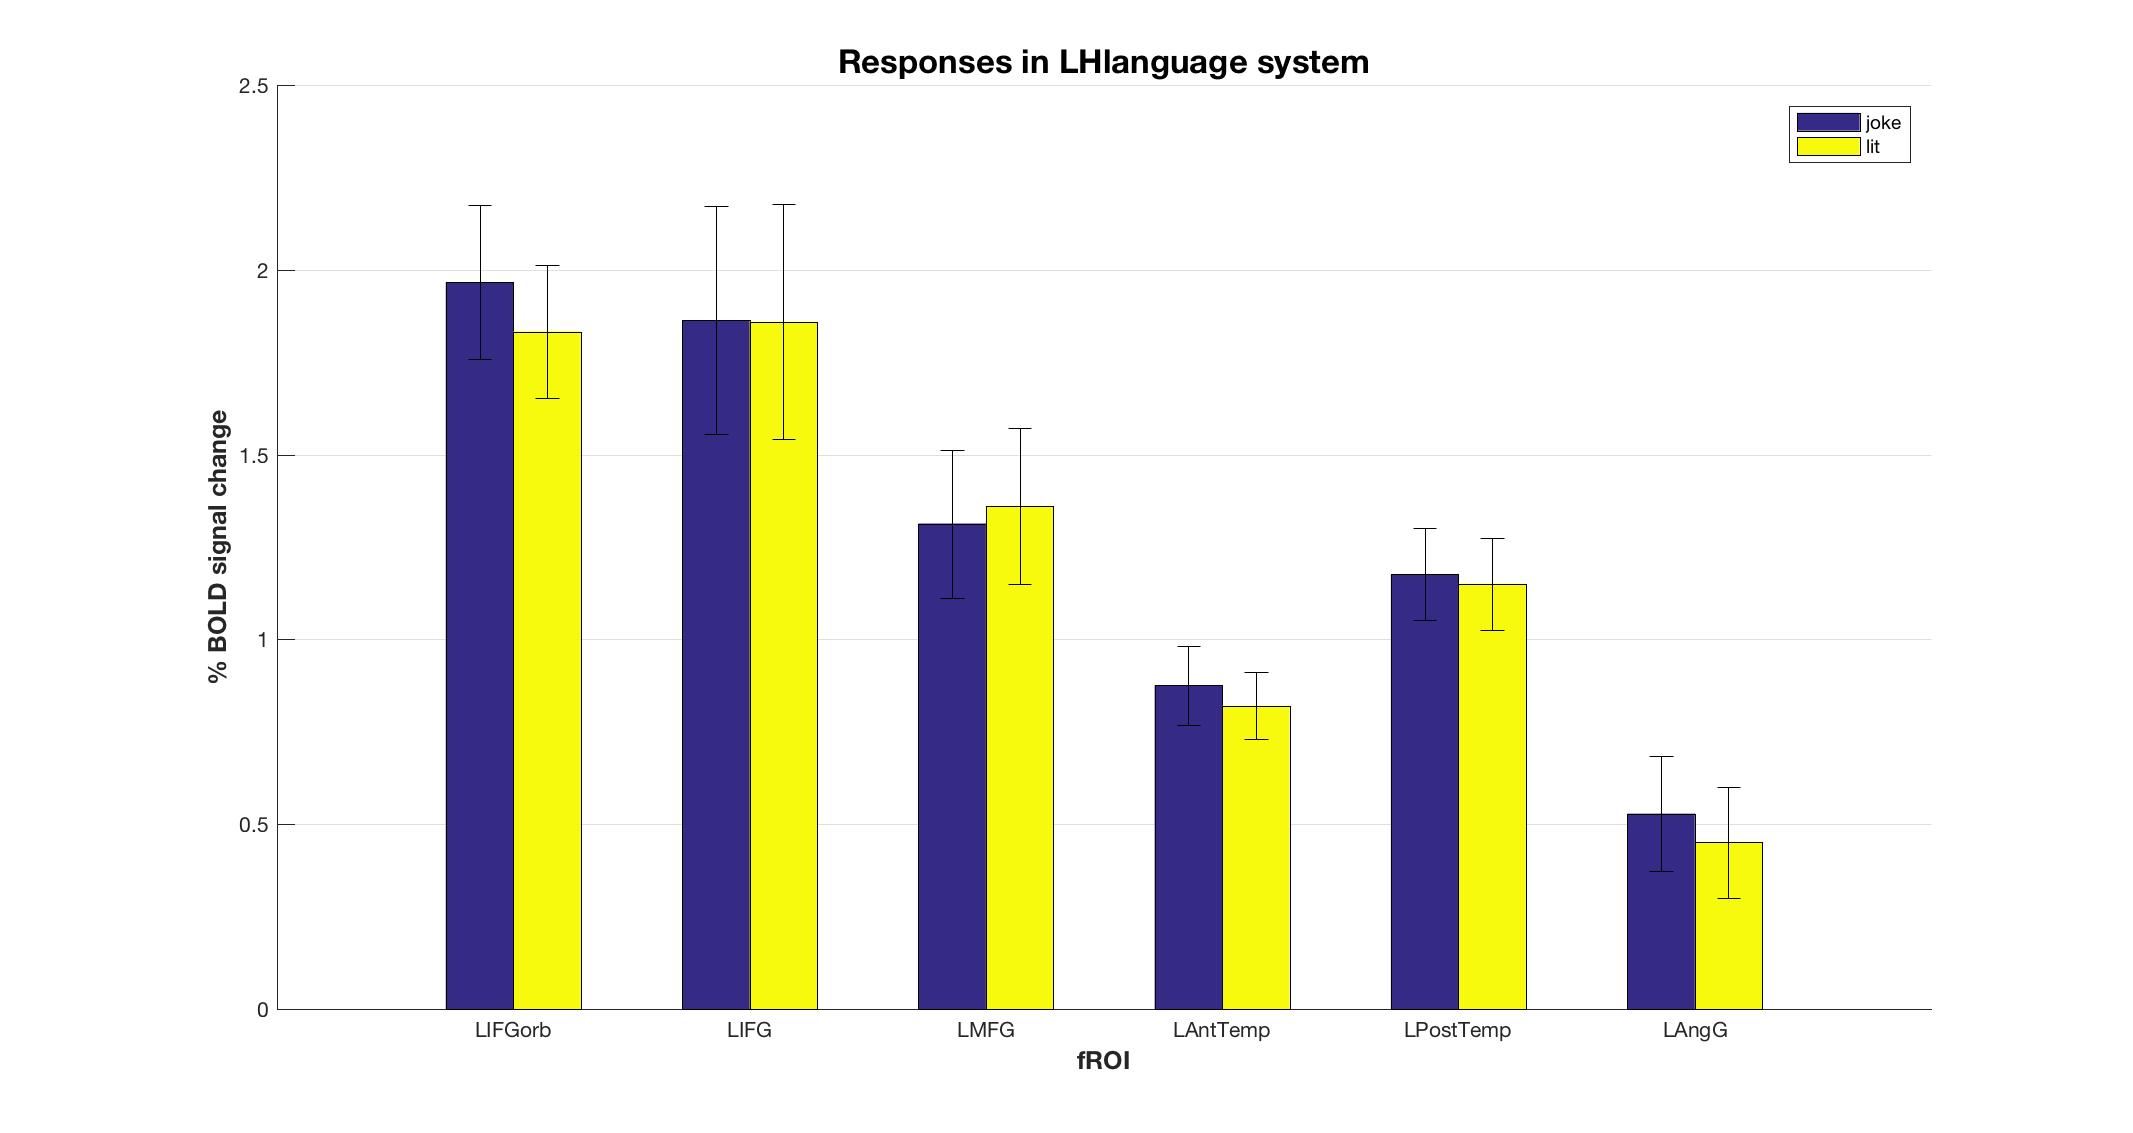 Responses in LHlanguage system
joke
lit
% BOLD signal change
2.5
2
1.5
1
0.5
0
LIFGorb LIFG LMFG LAntTemp LPostTemp LAngG
fROI